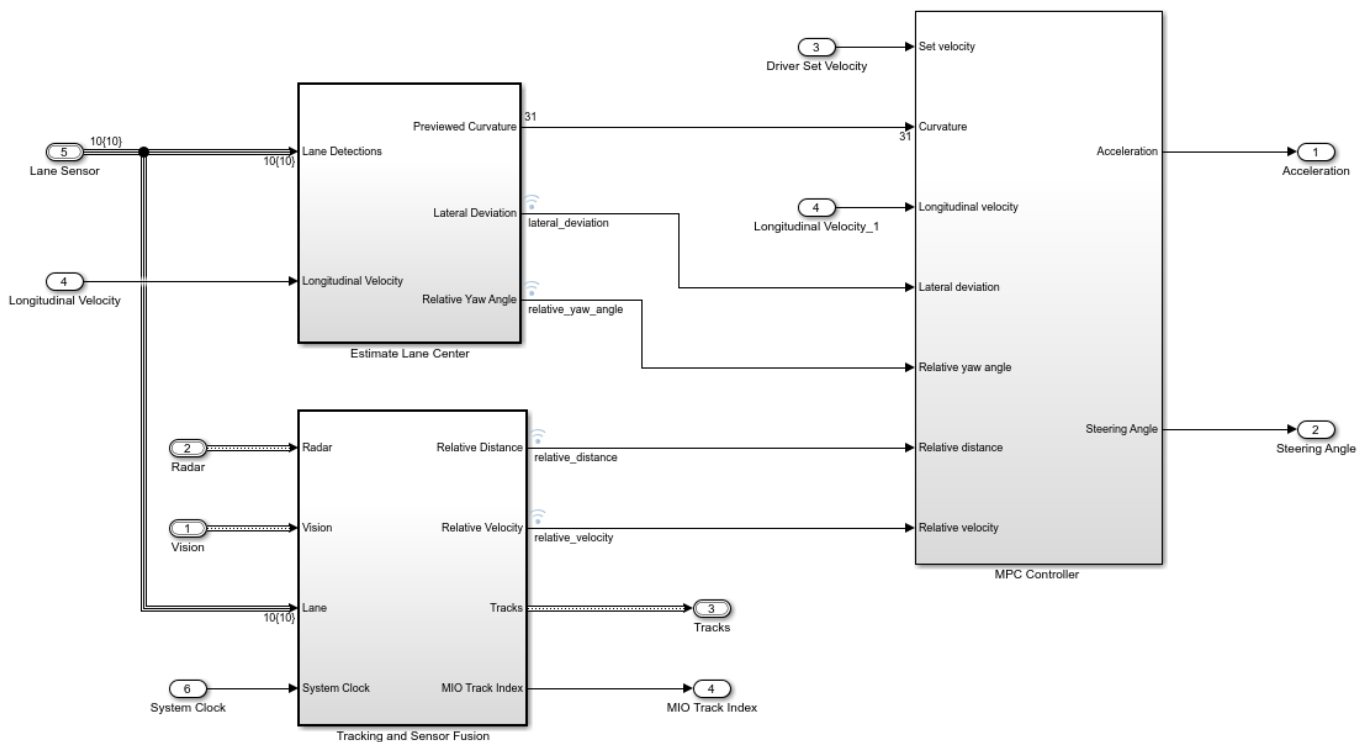 3
Driver Set Velocity
Set velocity
10{10}
5
Lane Sensor
10{10}
Lane Detections
Previewed Curvature
31
31
Curvature
Acceleration
1
Acceleration
Lateral Deviation
lateral_deviation
4
Longitudinal Velocity_1
Longitudinal velocity
4
Longitudinal Velocity
Longitudinal Velocity
Relative Yaw Angle
relative_yaw_angle
Lateral deviation
Estimate Lane Center
Relative yaw angle
2
Radar
Radar
Relative Distance
relative_distance
Relative distance
Steering Angle
2
Steering Angle
1
Vision
Vision
Relative Velocity
relative_velocity
Relative velocity
MPC Controller
10{10}
Lane
Tracks
3
Tracks
6
System Clock
System Clock
MIO Track Index
4
MIO Track Index
Tracking and Sensor Fusion